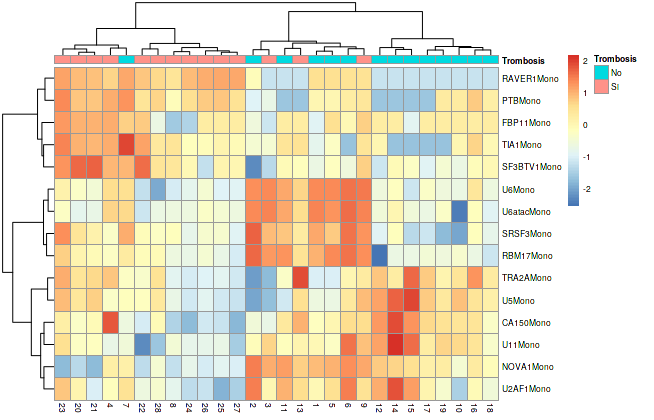 Trombosis
RAVER1Mono
PTBMono
FBP11Mono
TIA1Mono
SF3BTV1Mono
U6Mono
U6atacMono
SRSF3Mono
RBM17Mono
TRA2AMono
U5Mono
CA150Mono
U11Mono
NOVA1Mono
U2AF1Mono
23 20 21 4 7 22 28 8 24 26 25 27 2 3 11 13 1 5 6 9 12 14 15 17 19 10 16 18
2
1
0
-1
-2
Trombosis
No
SI